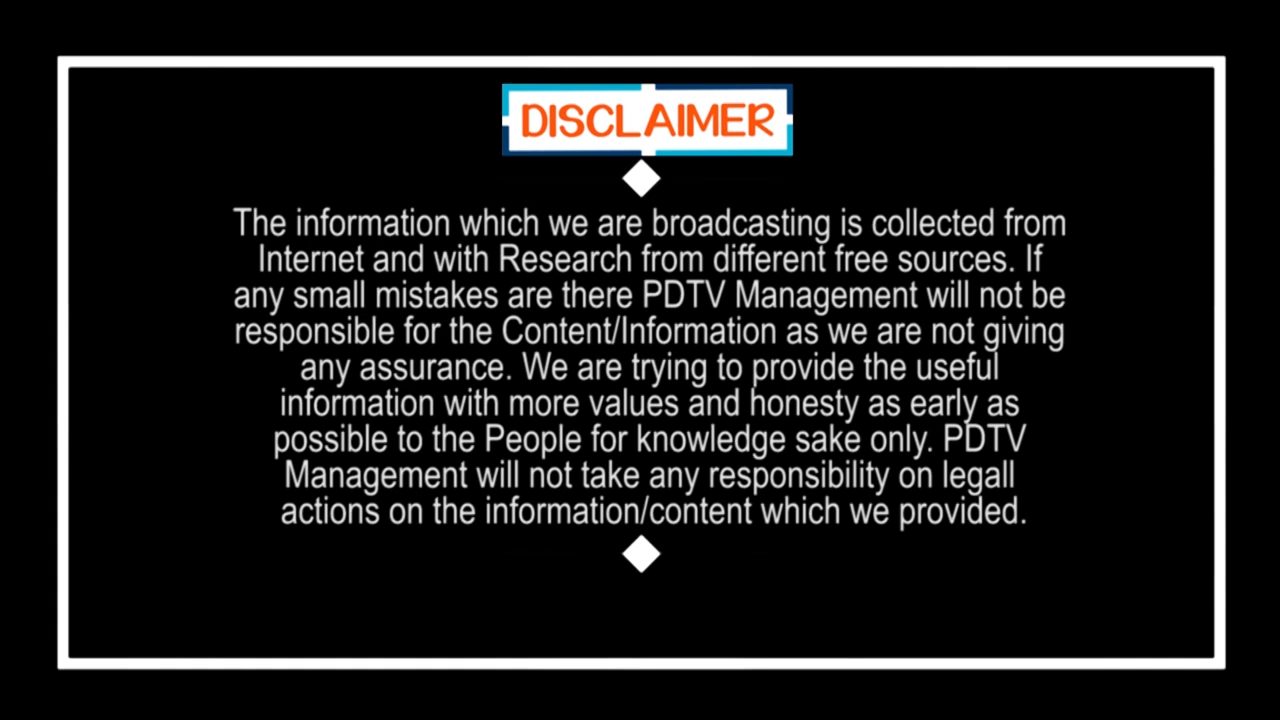 DISCLAIMER
The information which we are broadcasting is collected from
Internet and with Research from different free sources. If
any small mistakes are there PDTV Management will not be
responsible for the Content/Information as we are not giving
any assurance. We are trying to provide the useful
information with more values and honesty as early as
possible to the People for knowledge sake only. PDTV
Management will not take any responsibility on legall
actions on the information/content which we provided.